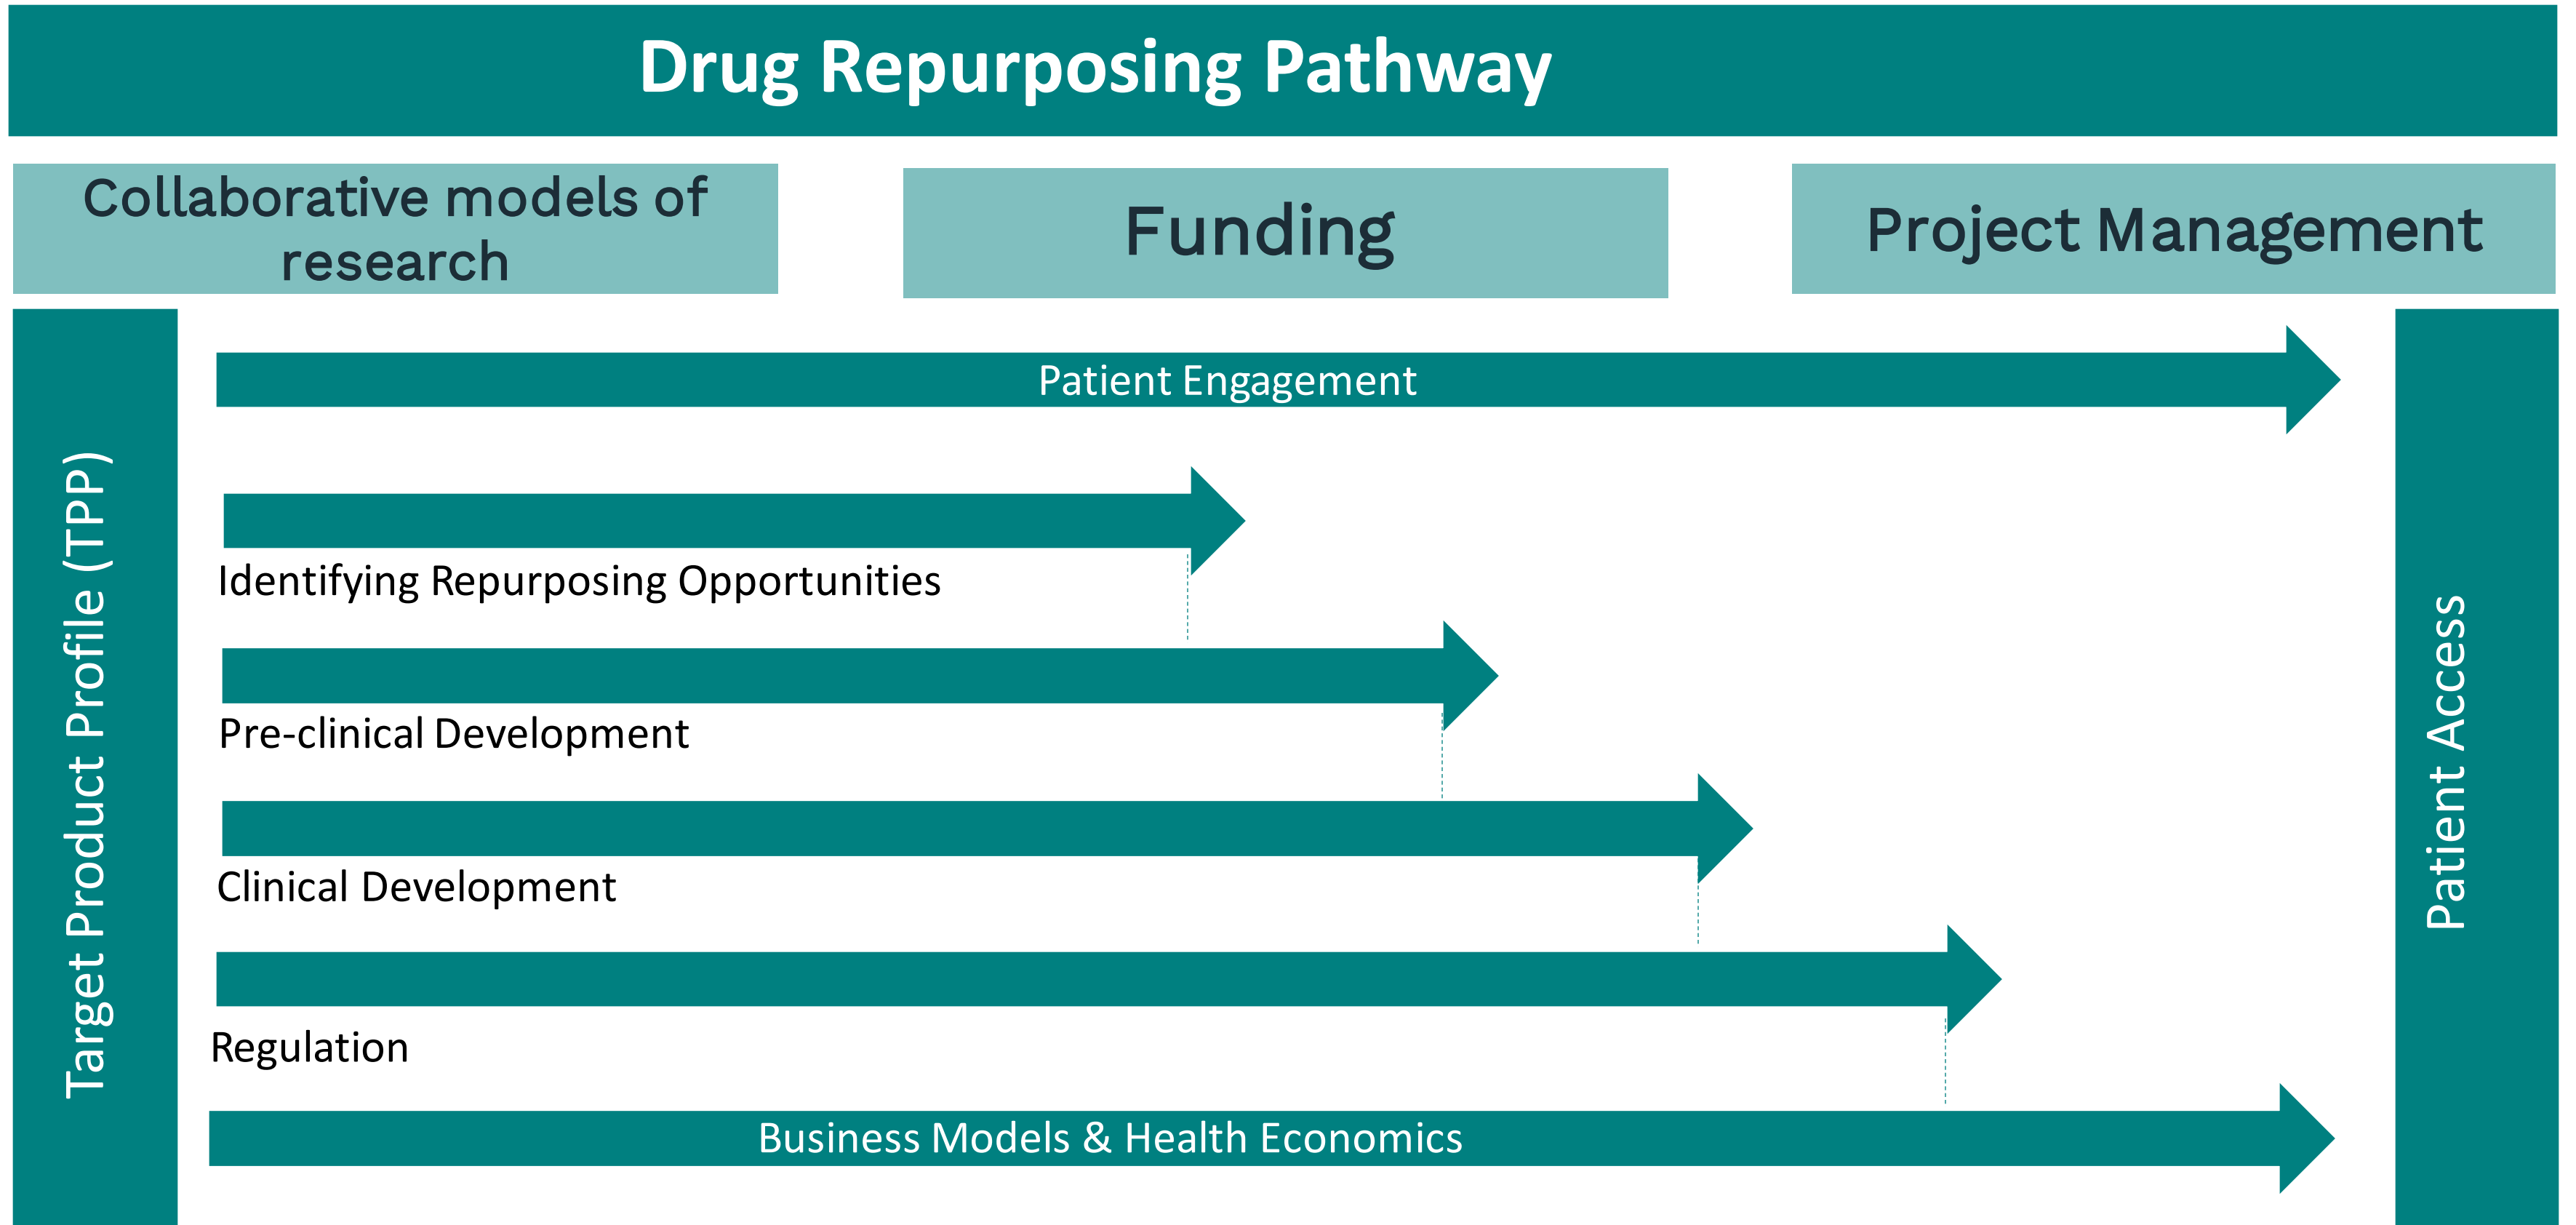 Drug Repurposing Pathway
Collaborative models of
research
Funding
Project Management
Target Product Profile (TPP)
Patient Engagement
Identifying Repurposing Opportunities
Pre-clinical Development
Clinical Development
Regulation
Business Models & Health Economics
Patient Access